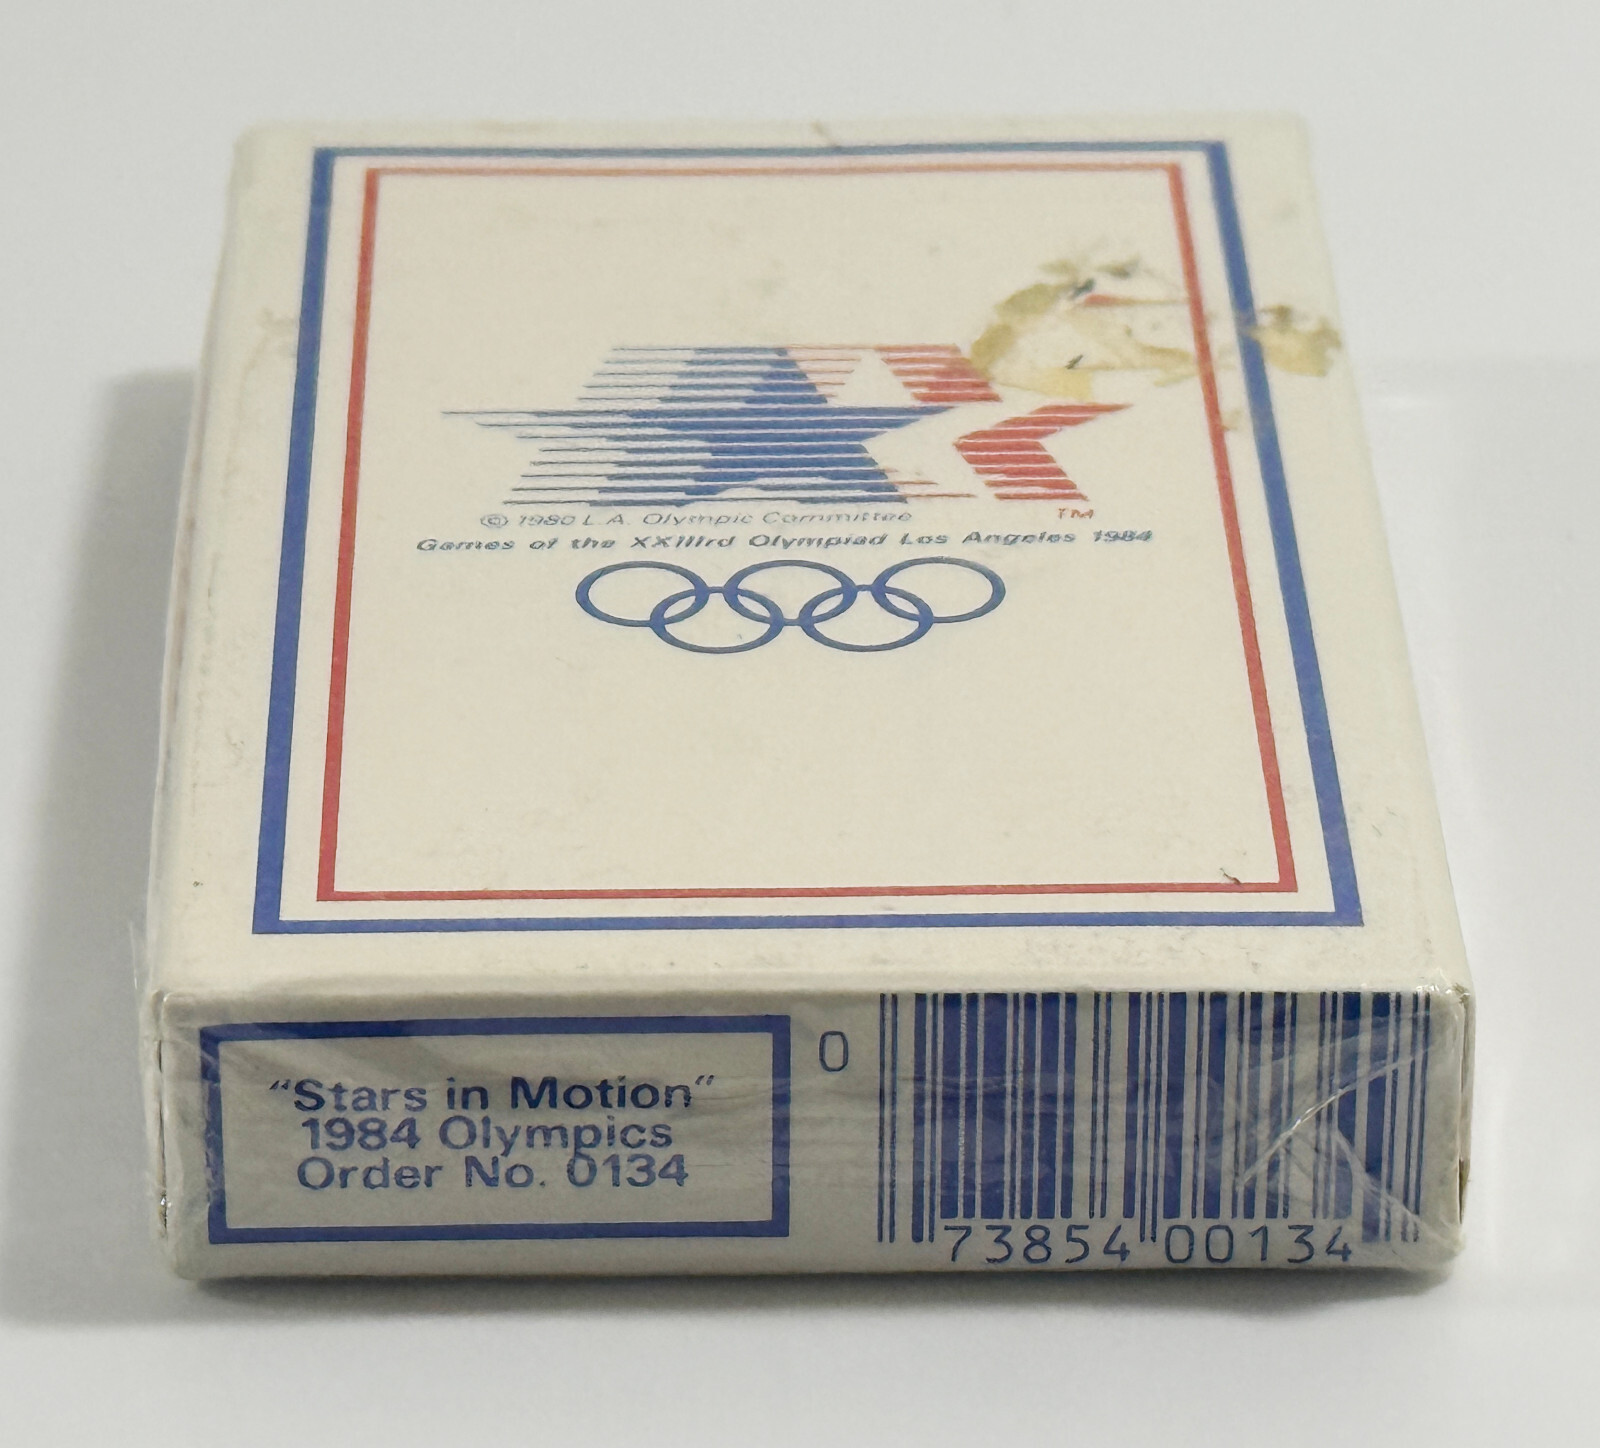 © 1980 L.A. Olympic Committee TM
Games of the XXIIIrd Olympiad Los Angeles 1984
"Stars in Motion"
1984 Olympics
Order No. 0134
0
73854 00134